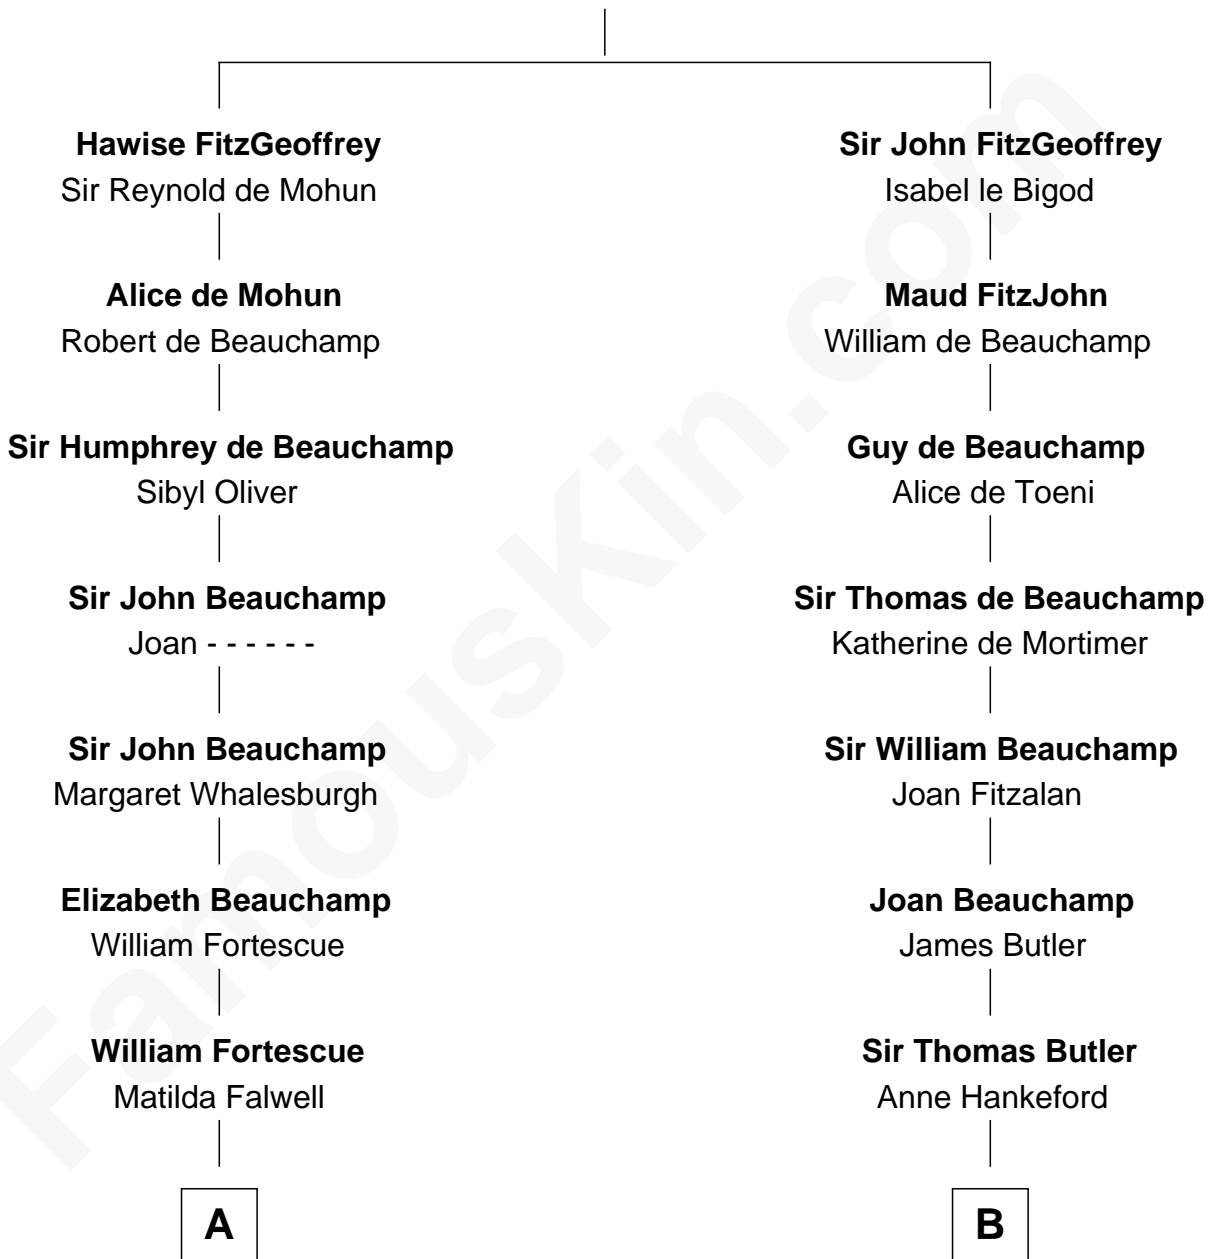 Hawise FitzGeoffrey
Sir Reynold de Mohun
Alice de Mohun
Robert de Beauchamp
Sir Humphrey de Beauchamp
Sibyl Oliver
Sir John Beauchamp
Joan - - - - - -
Sir John Beauchamp
Margaret Whalesburgh
Elizabeth Beauchamp
William Fortescue
William Fortescue
Matilda Falwell
A
Sir John FitzGeoffrey
Isabel le Bigod
Maud FitzJohn
William de Beauchamp
Guy de Beauchamp
Alice de Toeni
Sir Thomas de Beauchamp
Katherine de Mortimer
Sir William Beauchamp
Joan Fitzalan
Joan Beauchamp
James Butler
Sir Thomas Butler
Anne Hankeford
B
FamousKin.com